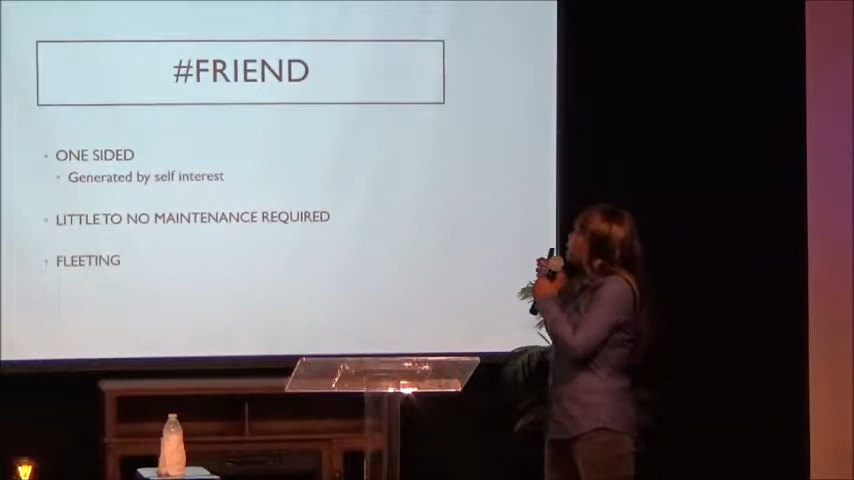 #FRIEND
ONE SIDED
Generated by self interest
LITTLE TO NO MAINTENANCE REQUIRED
FLEETING